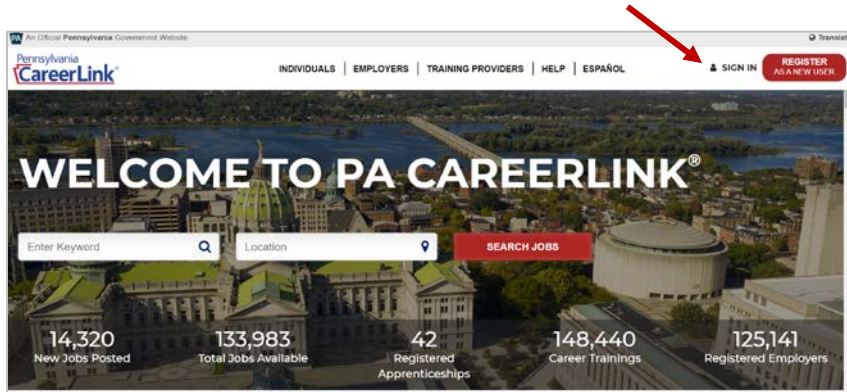 PA An Official Pennsylvania Government Website
Translat
Pennsylvania
CareerLink®
INDIVIDUALS | EMPLOYERS | TRAINING PROVIDERS | HELP | ESPAÑOL
SIGN IN
REGISTER
AS A NEW USER
WELCOME TO PA CAREERLINK®
Enter Keyword
Location
SEARCH JOBS
14,320
New Jobs Posted
133,983
Total Jobs Available
42
Registered
Apprenticeships
148,440
Career Trainings
125,141
Registered Employers